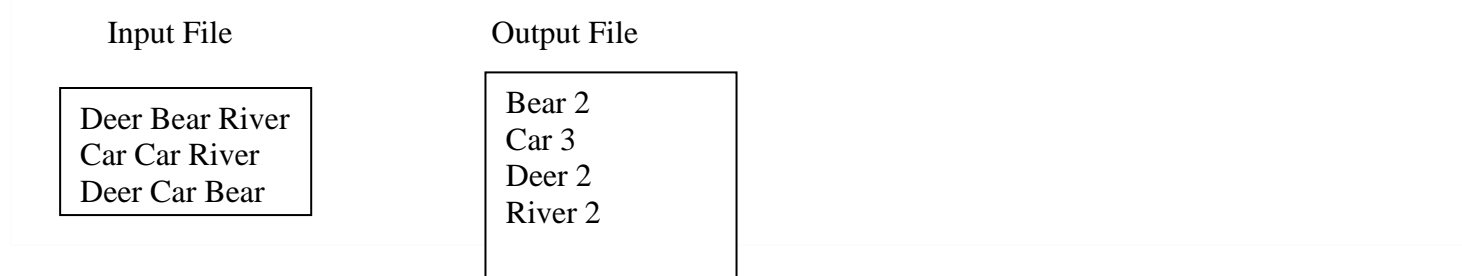 Input File
Output File
Deer Bear River
Car Car River
Deer Car Bear
Bear 2
Car 3
Deer 2
River 2